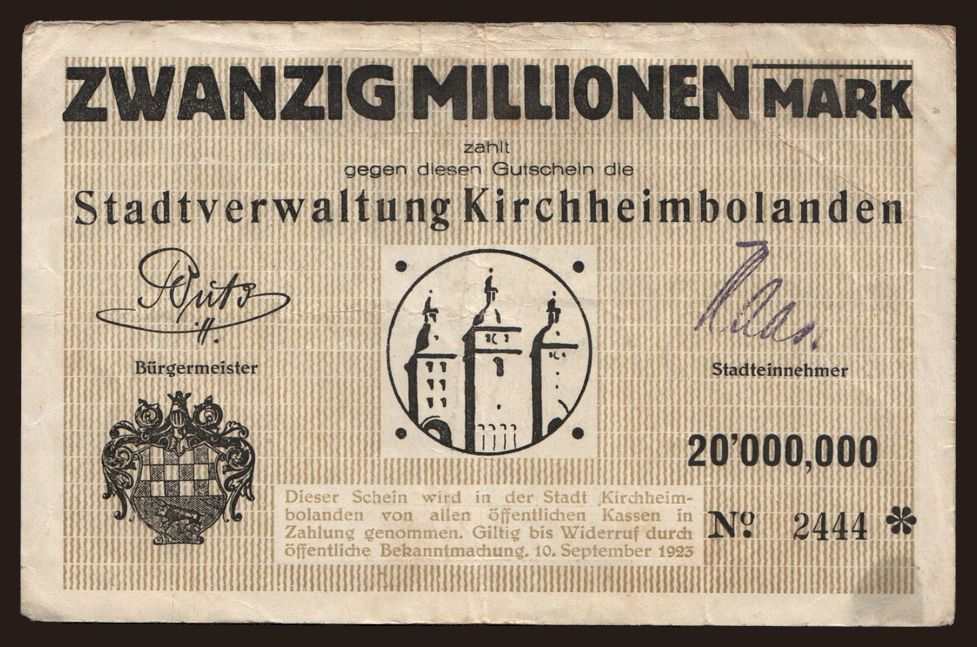 ZWANZIG MILLIONEN MARK
zahlt
gegen diesen Gutschein die
Stadtverwaltung Kirchheimbolanden
Bürgermeister
Stadteinnehmer
20'000,000
Dieser Schein wird in der Stadt Kirchheim-
bolanden von allen öffentlichen Kassen in
Zahlung genommen. Giltig bis Widerruf durch
öffentliche Bekanntmachung. 10. September 1923
No. 2444 *